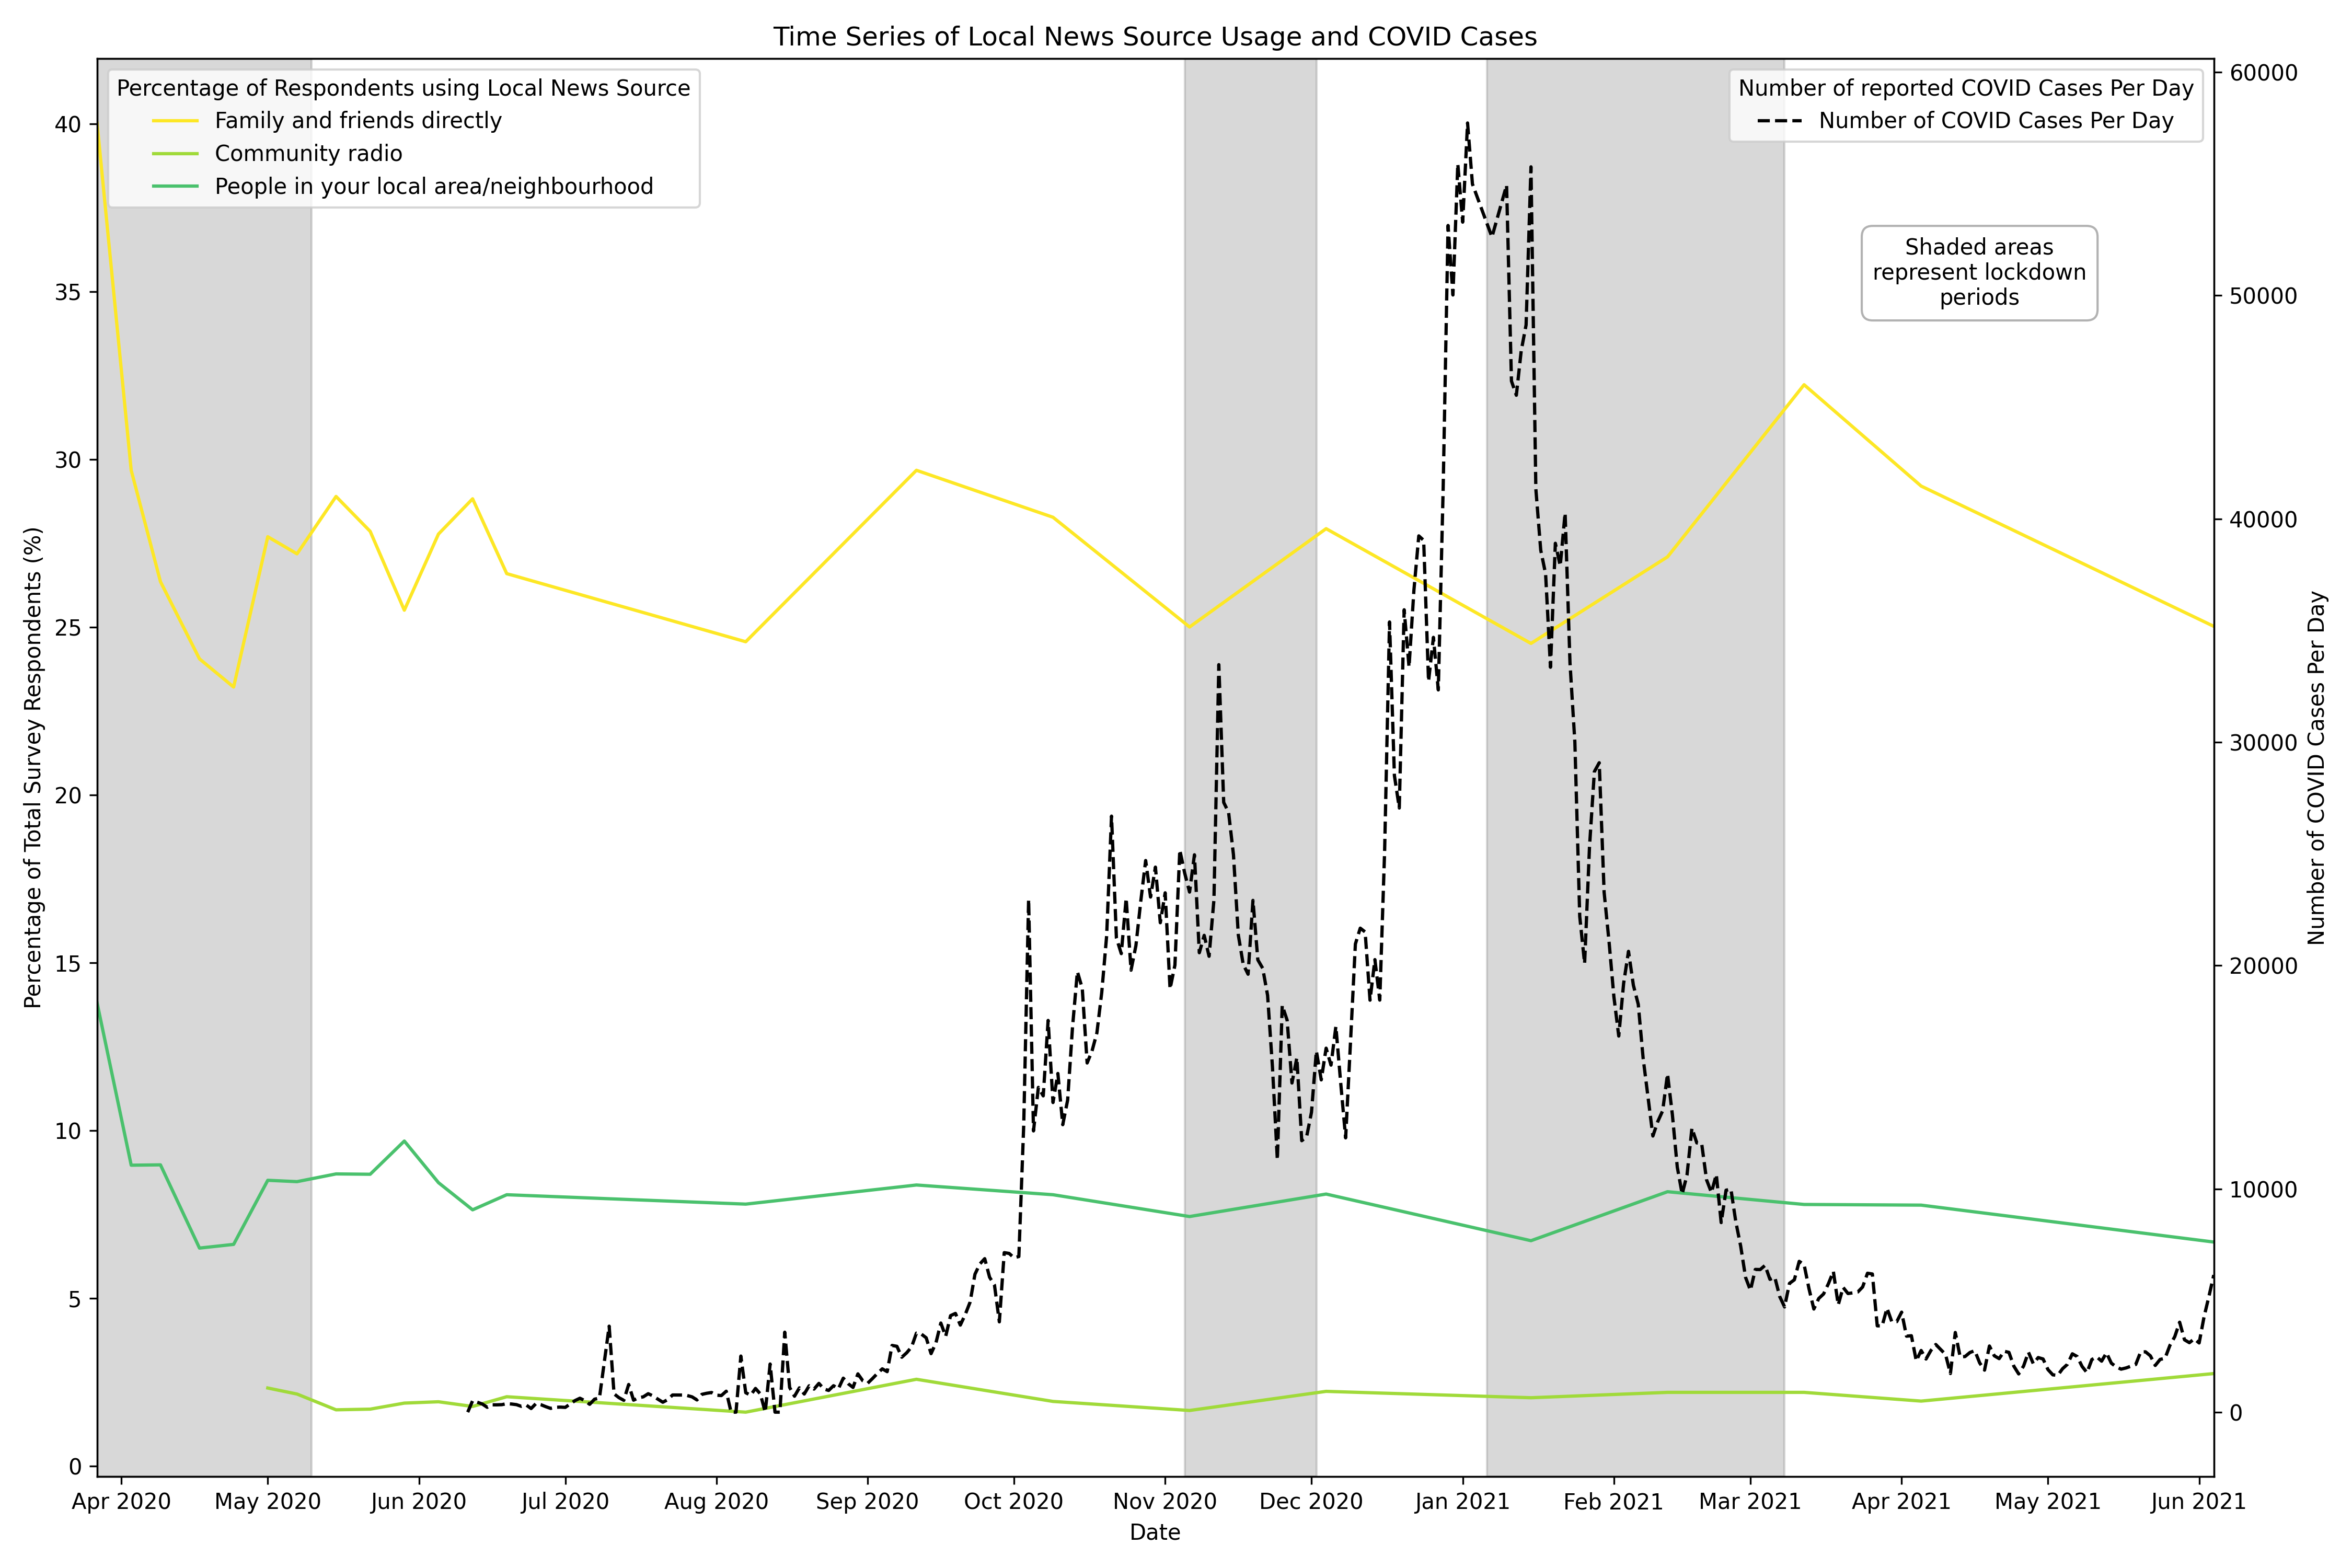 Time Series of Local News Source Usage and COVID Cases
Percentage of Respondents using Local News Source
Family and friends directly
Community radio
People in your local area/neighbourhood
Number of reported COVID Cases Per Day
Number of COVID Cases Per Day
Shaded areas
represent lockdown
periods
Percentage of Total Survey Respondents (%)
40
35
30
25
20
15
10
5
0
60000
50000
40000
30000
20000
10000
0
Number of COVID Cases Per Day
Apr 2020 May 2020 Jun 2020 Jul 2020 Aug 2020 Sep 2020 Oct 2020 Nov 2020 Dec 2020 Jan 2021 Feb 2021 Mar 2021 Apr 2021 May 2021 Jun 2021
Date